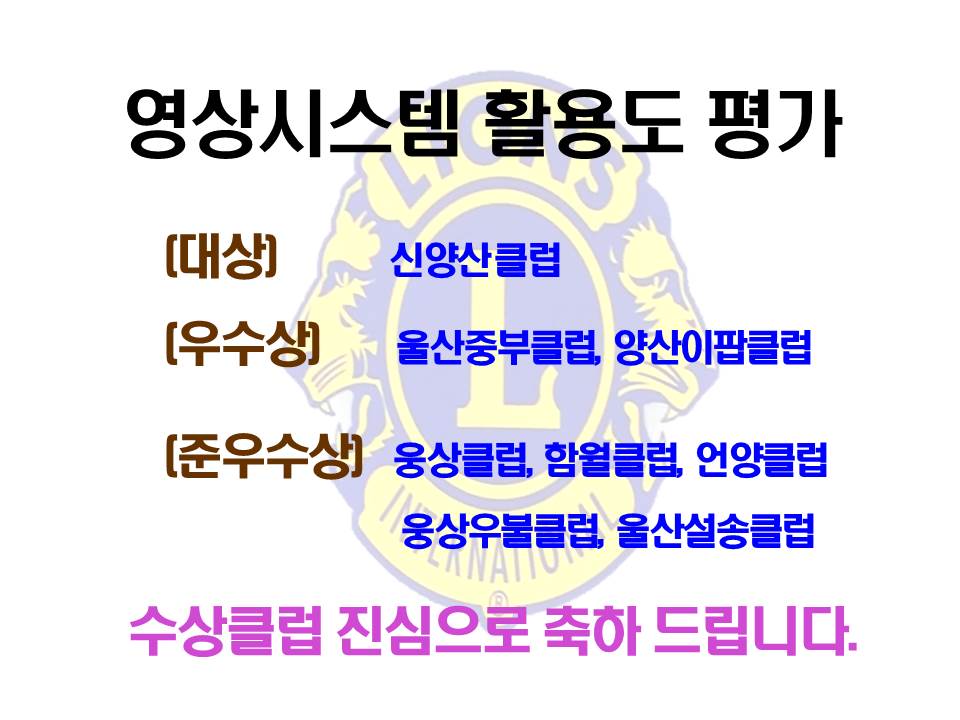 영상시스템 활용도 평가
LIONS
L
(대상) 신양산클럽
(우수상) 울산중부클럽, 양산이팝클럽
(준우수상) 웅상클럽, 함월클럽, 언양클럽
웅상우불클럽, 울산설송클럽
INTERNATIONAL
®
수상클럽 진심으로 축하 드립니다.